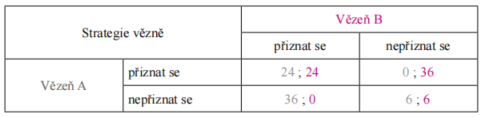 Strategie vězně
Vězeň B
přiznat se
nepřiznat se
Vězeň A
přiznat se
24 ; 24
0 ; 36
nepřiznat se
36 ; 0
6 ; 6